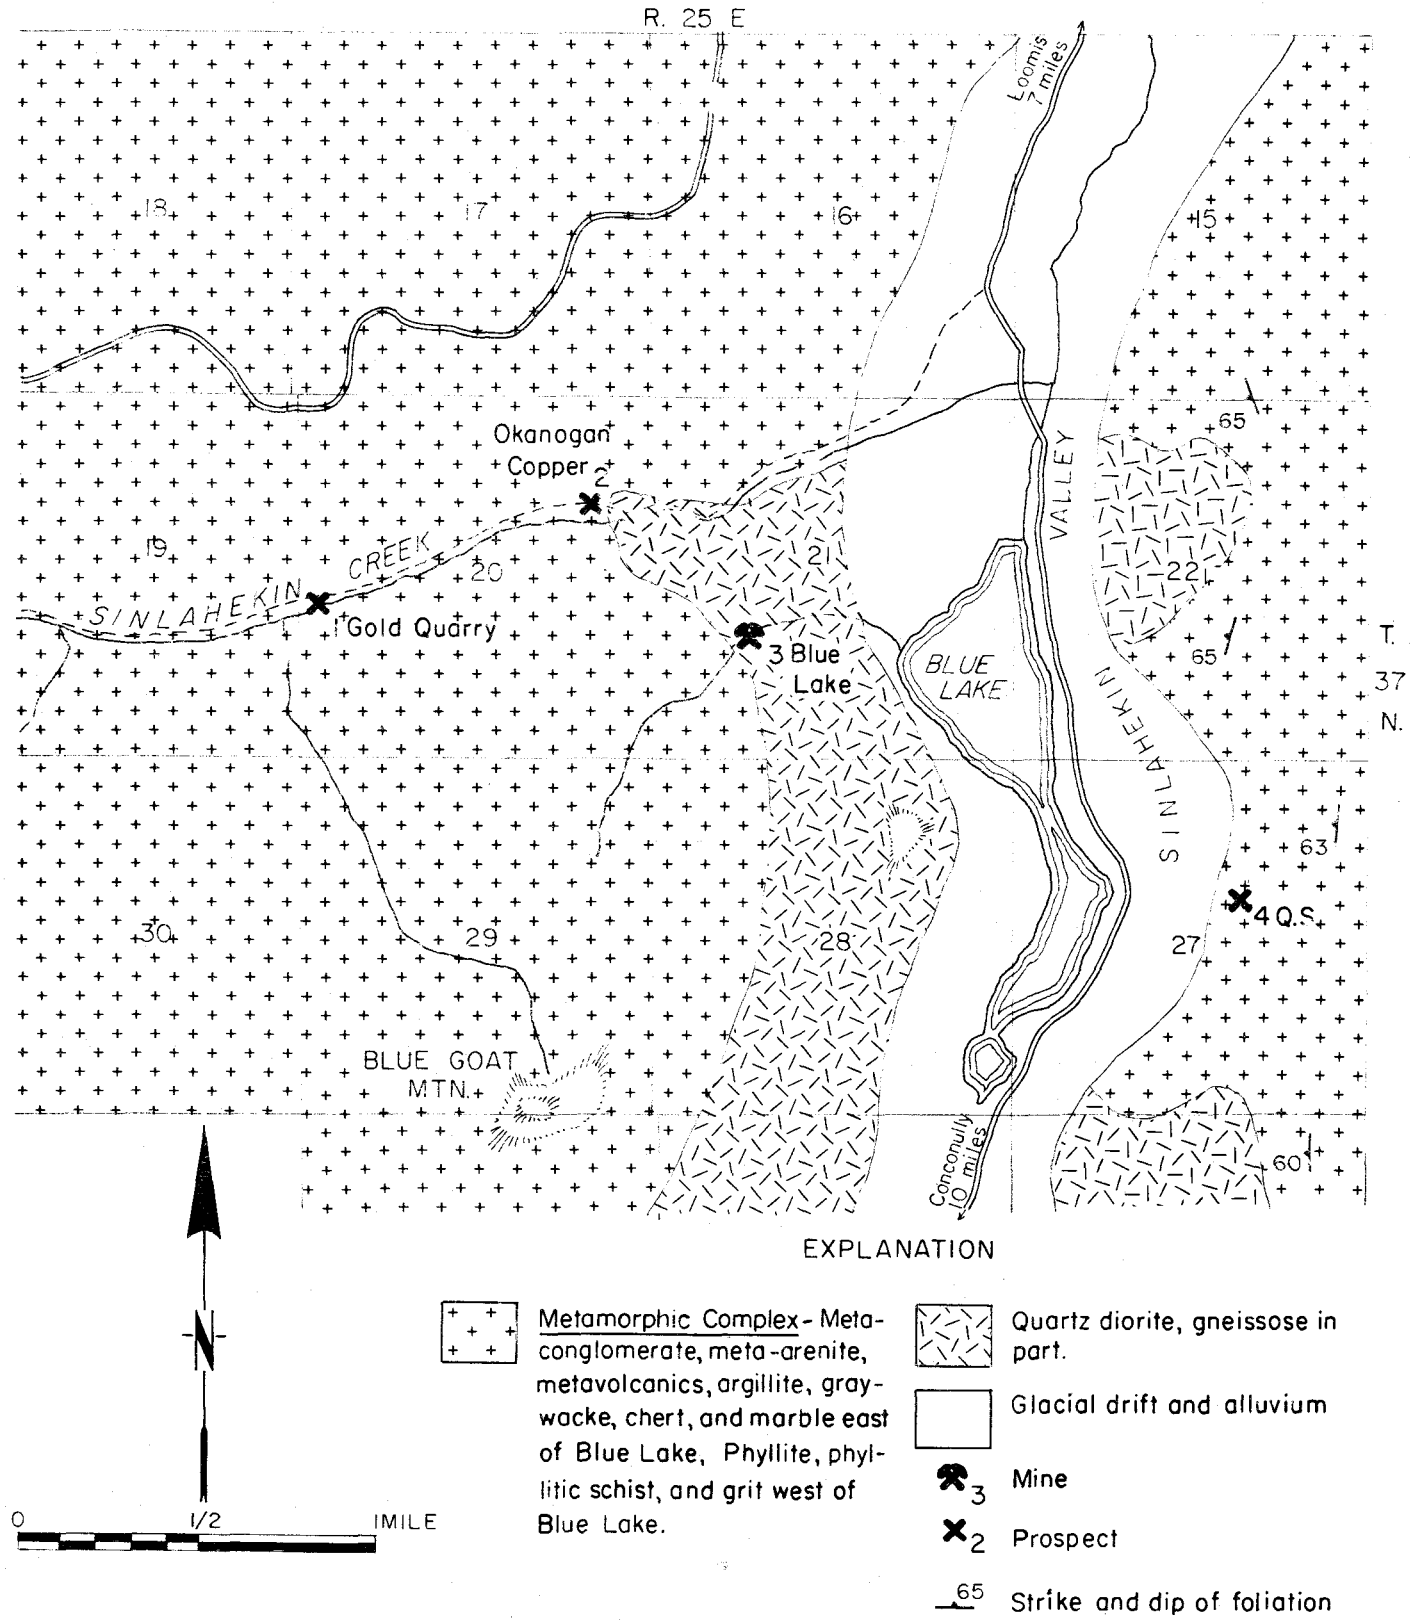 R. 25 E
Loomis
7 miles
18
17
16
15
Okanogan
Copper
2
65
VALLEY
19
CREEK
20
21
22
SINLAHEKIN
1 Gold Quarry
65
T.
37
N.
3 Blue
Lake
BLUE
LAKE
SINLAHEKIN
63
4 Q.S.
30
29
28
27
BLUE GOAT
MTN.
Conconully
10 miles
60
N
EXPLANATION
Metamorphic Complex - Meta-
conglomerate, meta-arenite,
metavolcanics, argillite, gray-
wacke, chert, and marble east
of Blue Lake, Phyllite, phyl-
litic schist, and grit west of
Blue Lake.
Quartz diorite, gneissose in
part.
Glacial drift and alluvium
3 Mine
2 Prospect
65 Strike and dip of foliation
0 1/2 1MILE